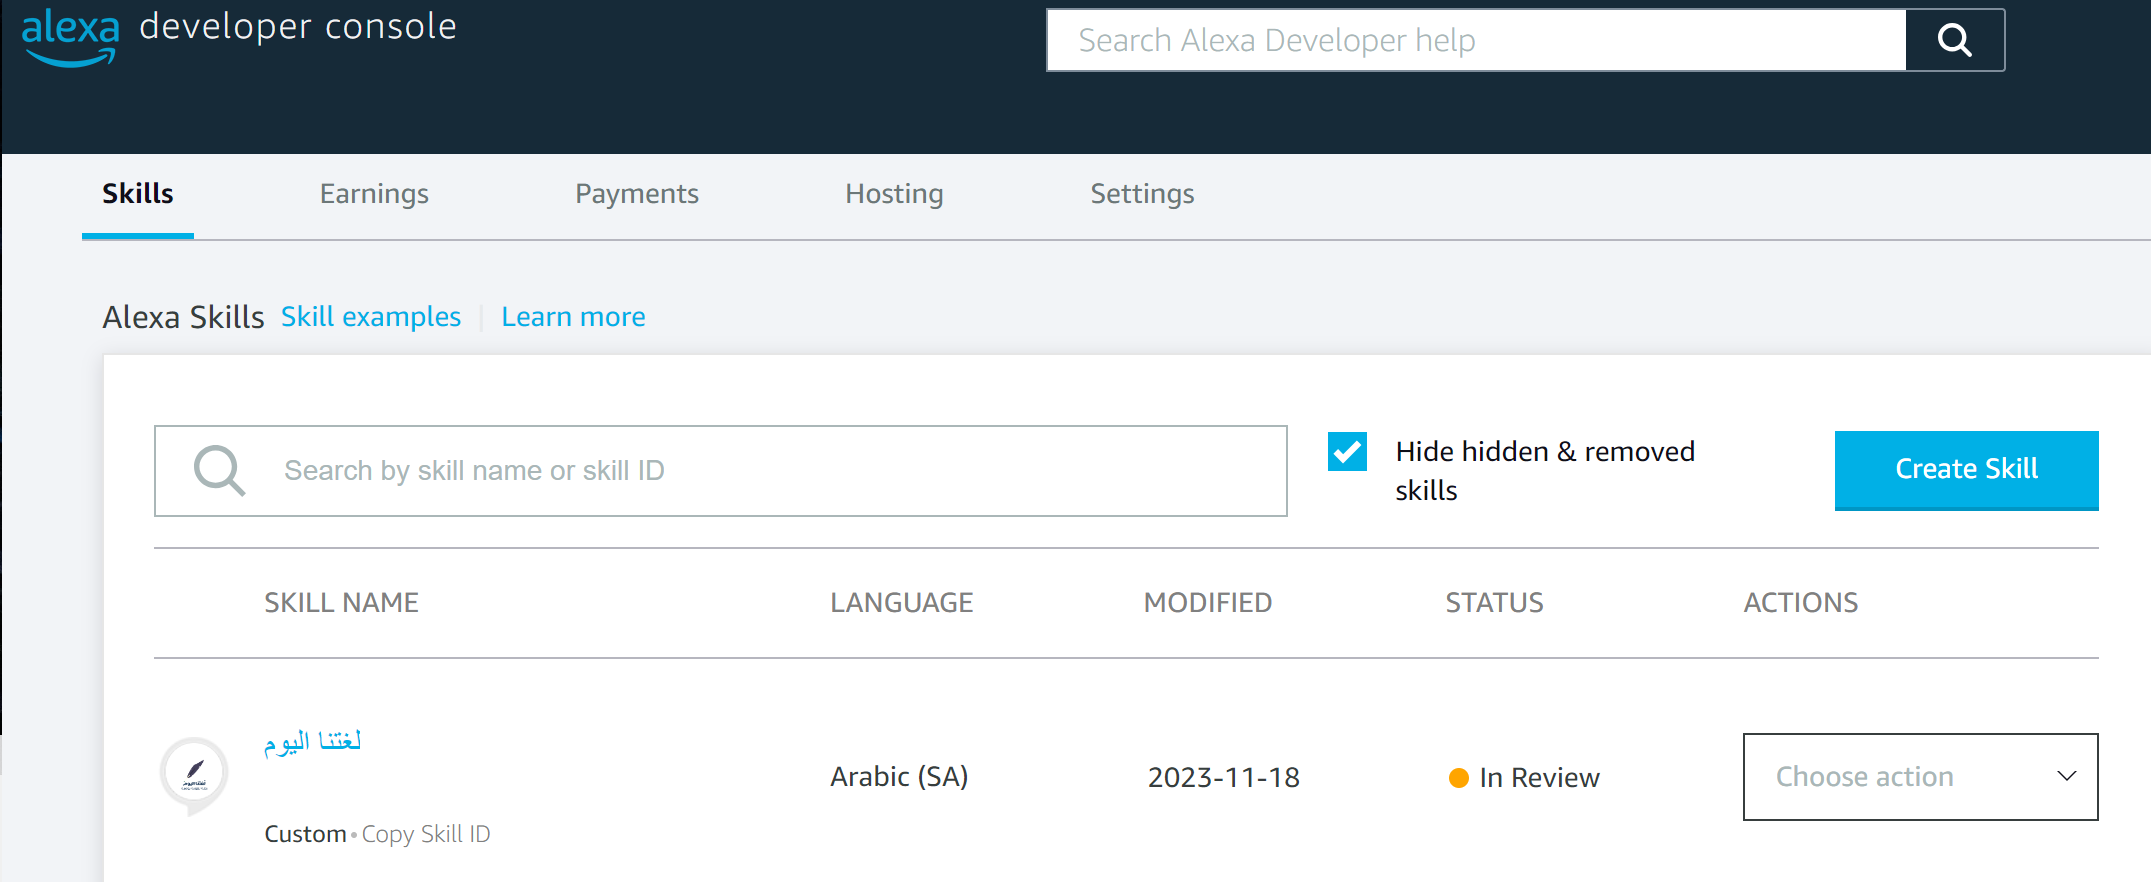 alexa developer console
Search Alexa Developer help
Skills Earnings Payments Hosting Settings
Alexa Skills Skill examples | Learn more
Search by skill name or skill ID
Hide hidden & removed
skills
Create Skill
SKILL NAME LANGUAGE MODIFIED STATUS ACTIONS
لغتنا اليوم
Arabic (SA) 2023-11-18 In Review Choose action
Custom • Copy Skill ID